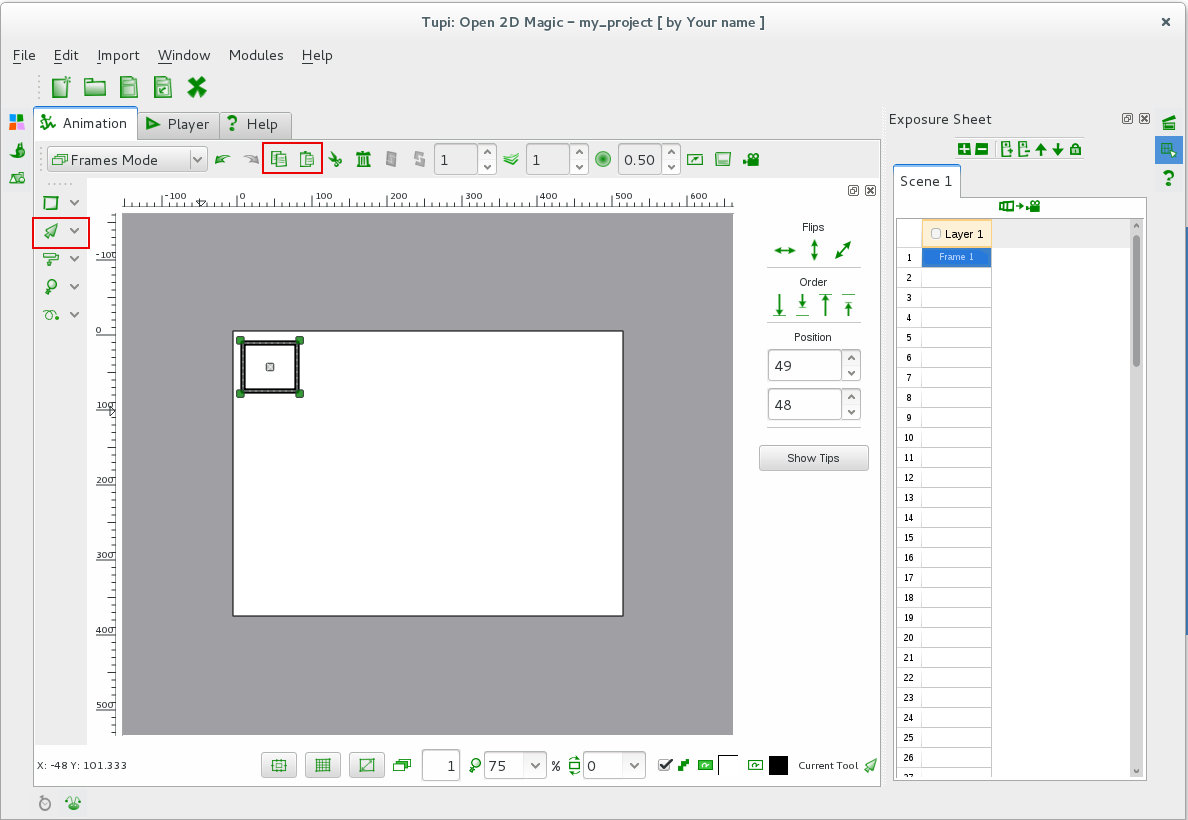 Tupi: Open 2D Magic – my_project [ by Your name ]
File Edit Import Window Modules Help
Animation Player Help
Frames Mode 1 1 0.50
-100 0 100 200 300 400 500 600
-100
0
100
200
300
400
500
Flips
Order
Position
49
48
Show Tips
Exposure Sheet
Scene 1
Layer 1
1 Frame 1
2
3
4
5
6
7
8
9
10
11
12
13
14
15
16
17
18
19
20
21
22
23
24
25
26
27
X: -48 Y: 101.333 1 75 % 0 Current Tool